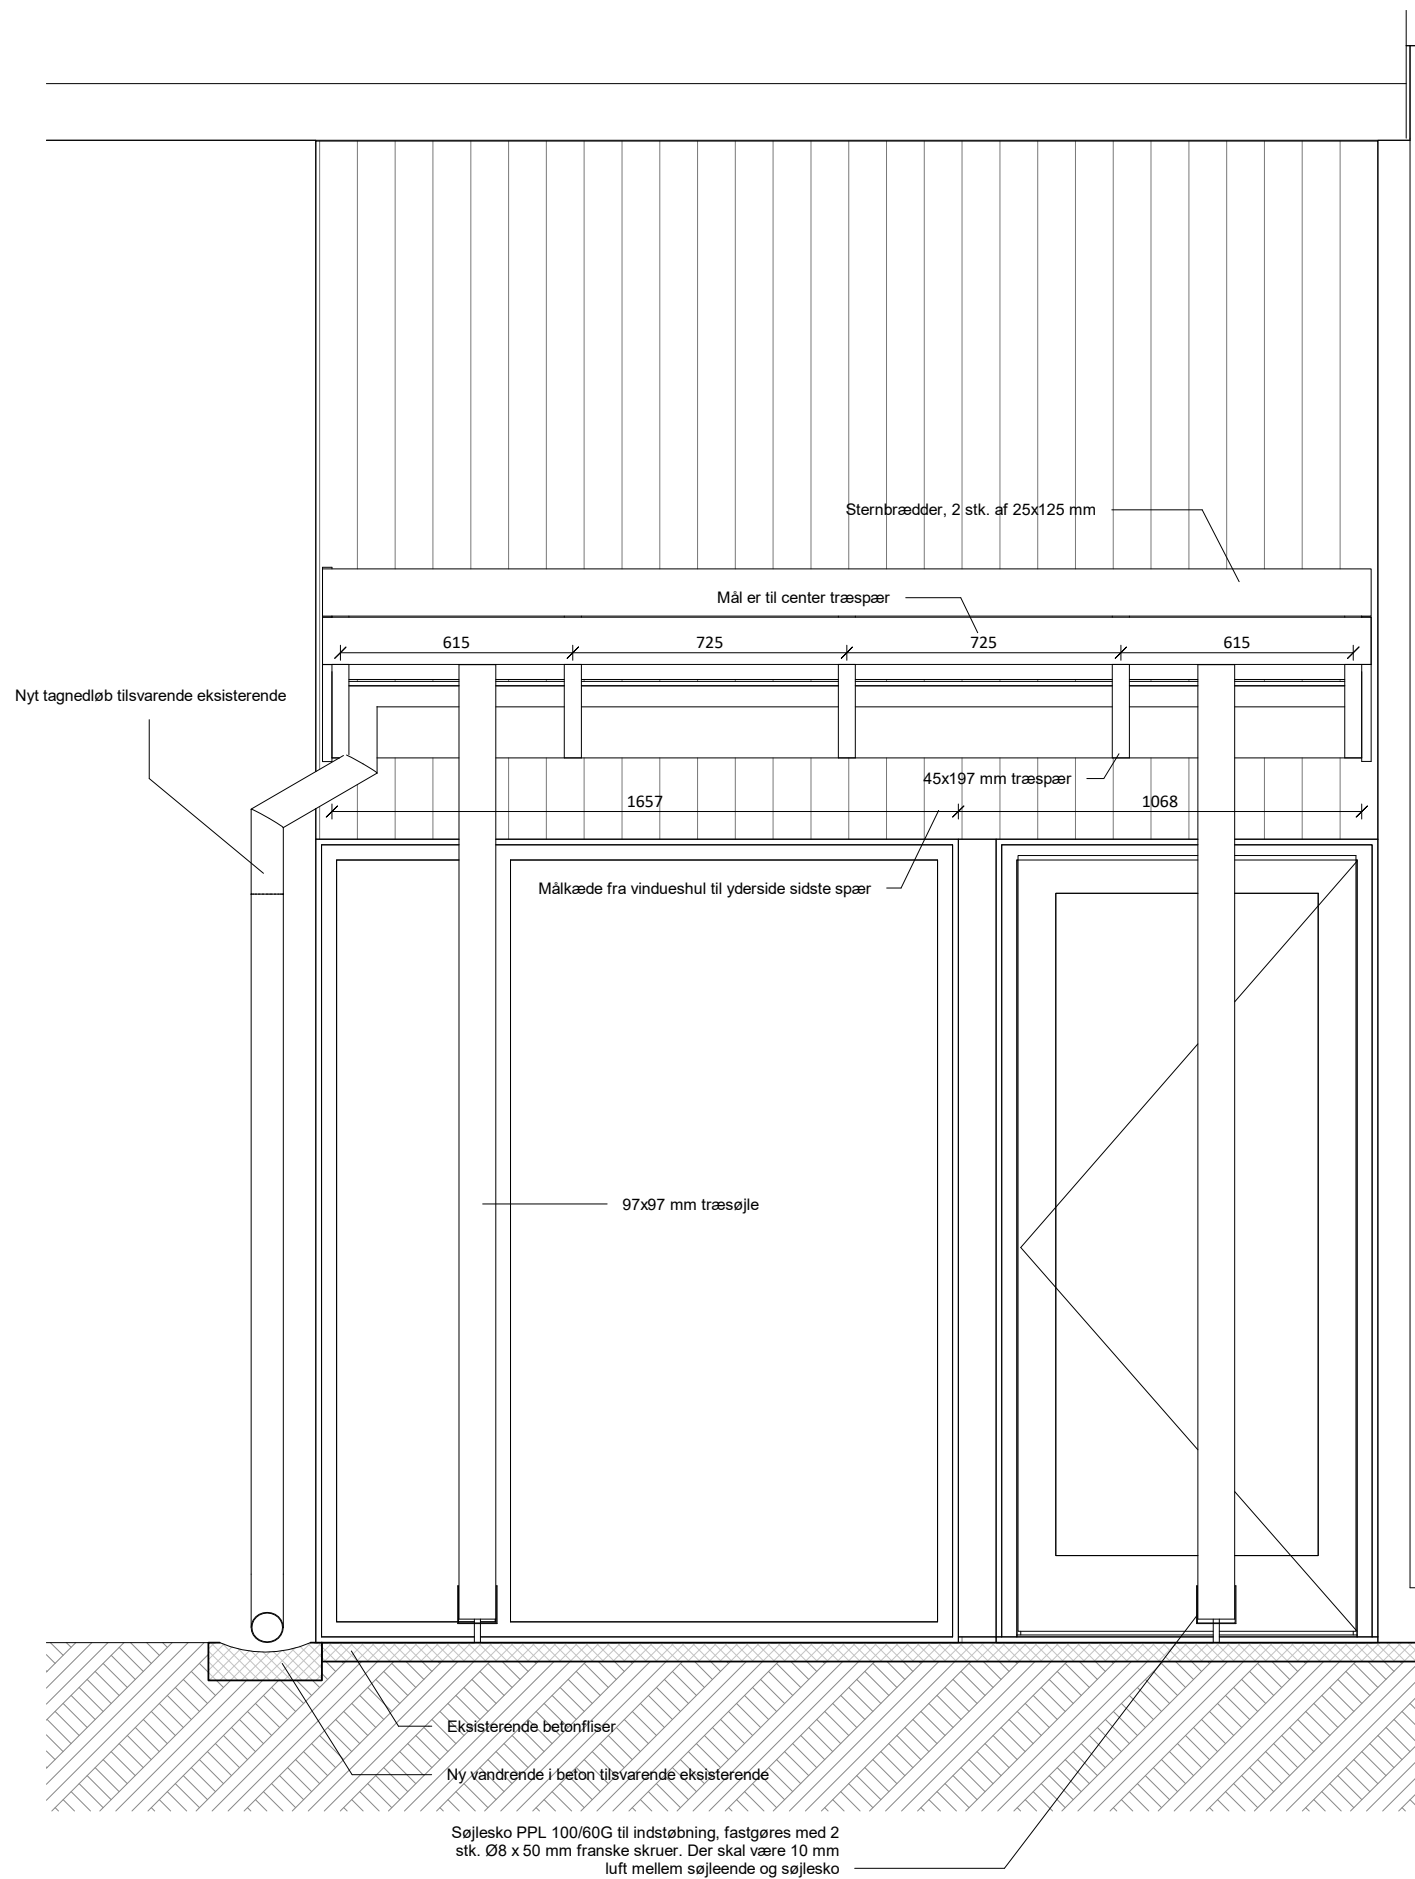 Sternbrædder, 2 stk. af 25x125 mm
Mål er til center træspær
615
725
725
615
Nyt tagnedløb tilsvarende eksisterende
45x197 mm træspær
1657
1068
Målkæde fra vindueshul til yderside sidste spær
97x97 mm træsøjle
Eksisterende betonfliser
Ny vandrende i beton tilsvarende eksisterende
Søjlesko PPL 100/60G til indstøbning, fastgøres med 2
stk. Ø8 x 50 mm franske skruer. Der skal være 10 mm
luft mellem søjleende og søjlesko